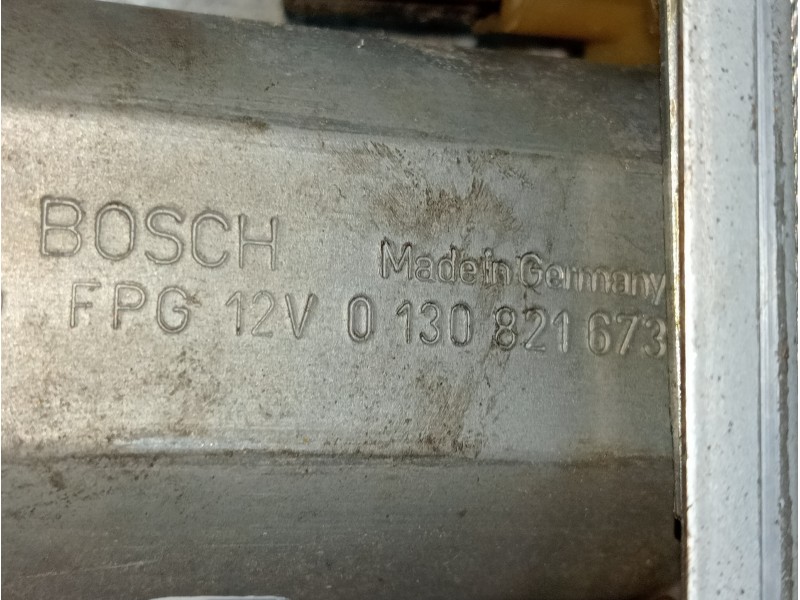 BOSCH
Made in Germany
FPG 12V 0 130 821 673